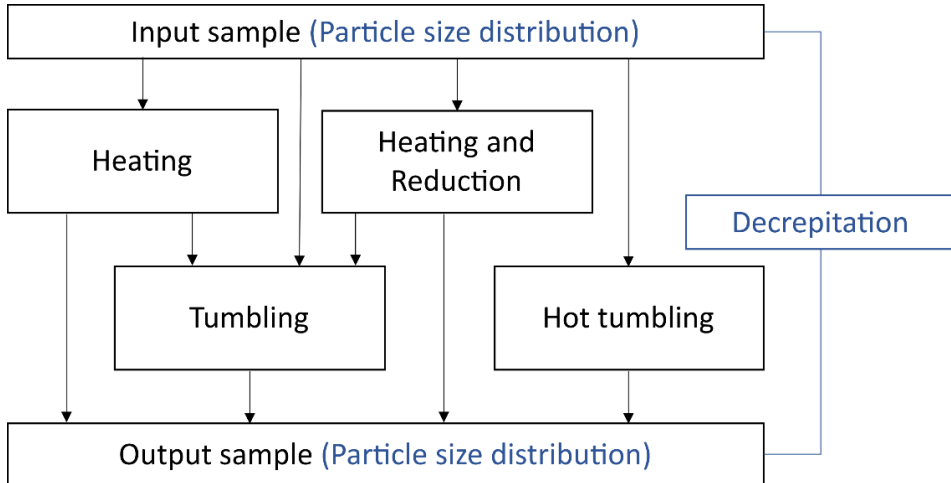 Input sample (Particle size distribution)
Heating
Heating and
Reduction
Decrepitation
Tumbling
Hot tumbling
Output sample (Particle size distribution)